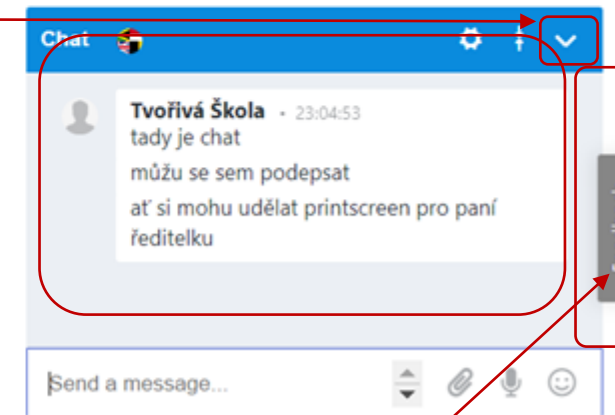 Chat
Tvořivá Škola · 23:04:53
tady je chat
můžu se sem podepsat
ať si mohu udělat printscreen pro paní
ředitelku
Send a message...